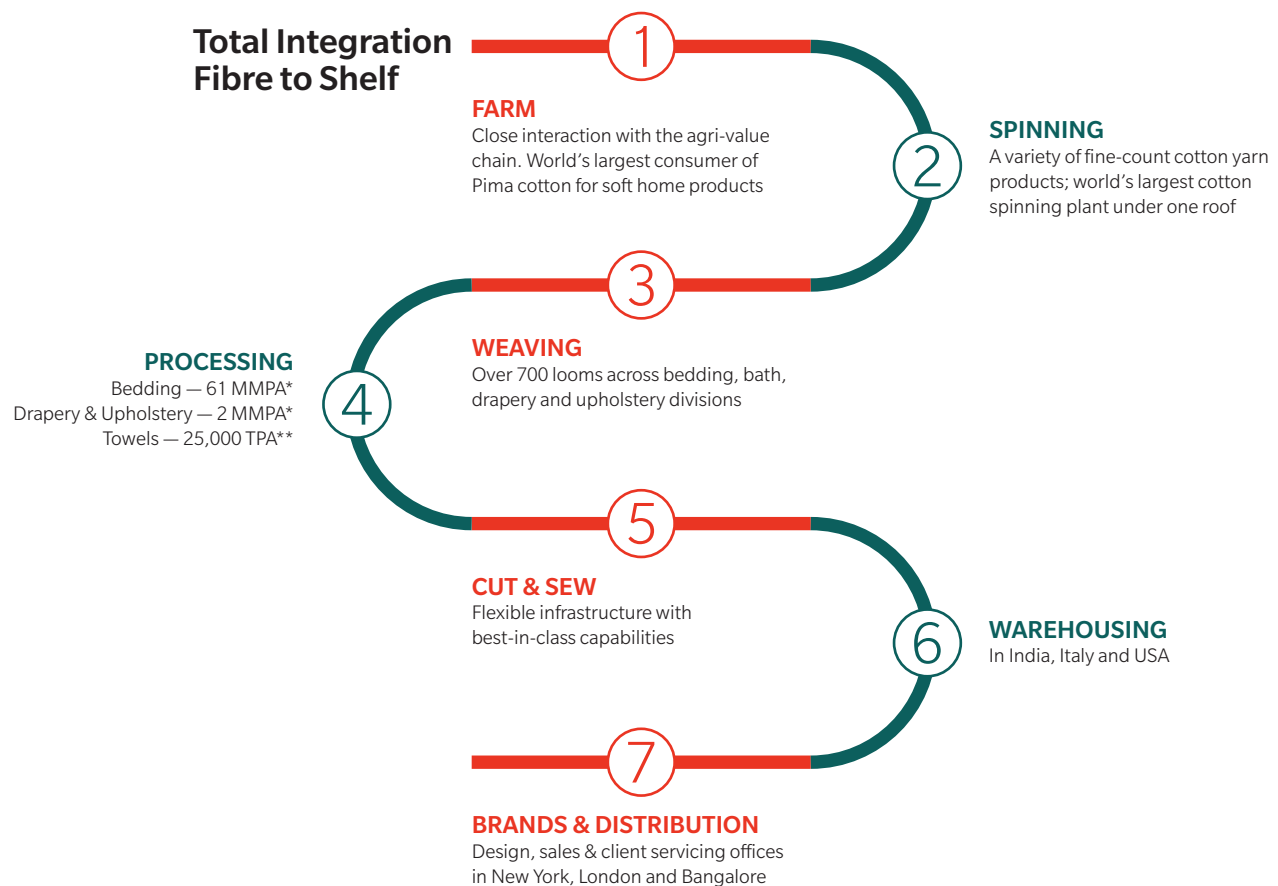 Total Integration
Fibre to Shelf
1
FARM
Close interaction with the agri-value
chain. World’s largest consumer of
Pima cotton for soft home products
2
SPINNING
A variety of fine-count cotton yarn
products; world’s largest cotton
spinning plant under one roof
3
WEAVING
Over 700 looms across bedding, bath,
drapery and upholstery divisions
4
PROCESSING
Bedding — 61 MMPA*
Drapery & Upholstery — 2 MMPA*
Towels — 25,000 TPA**
5
CUT & SEW
Flexible infrastructure with
best-in-class capabilities
6
WAREHOUSING
In India, Italy and USA
7
BRANDS & DISTRIBUTION
Design, sales & client servicing offices
in New York, London and Bangalore